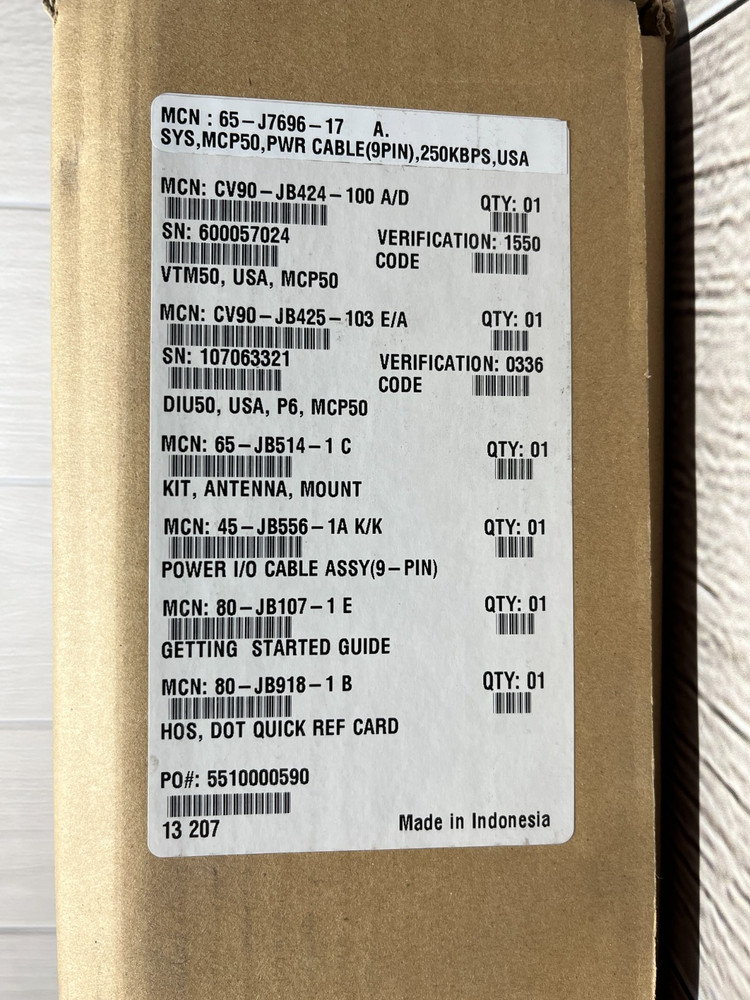 MCN : 65-J7696-17 A.
SYS,MCP50,PWR CABLE(9PIN),250KBPS,USA
MCN: CV90-JB424-100 A/D QTY: 01
SN: 600057024 VERIFICATION: 1550
CODE
VTM50, USA, MCP50
MCN: CV90-JB425-103 E/A QTY: 01
SN: 107063321 VERIFICATION: 0336
CODE
DIU50, USA, P6, MCP50
MCN: 65-JB514-1 C QTY: 01
KIT, ANTENNA, MOUNT
MCN: 45-JB556-1A K/K QTY: 01
POWER I/O CABLE ASSY(9-PIN)
MCN: 80-JB107-1 E QTY: 01
GETTING STARTED GUIDE
MCN: 80-JB918-1 B QTY: 01
HOS, DOT QUICK REF CARD
PO#: 5510000590
13 207 Made in Indonesia